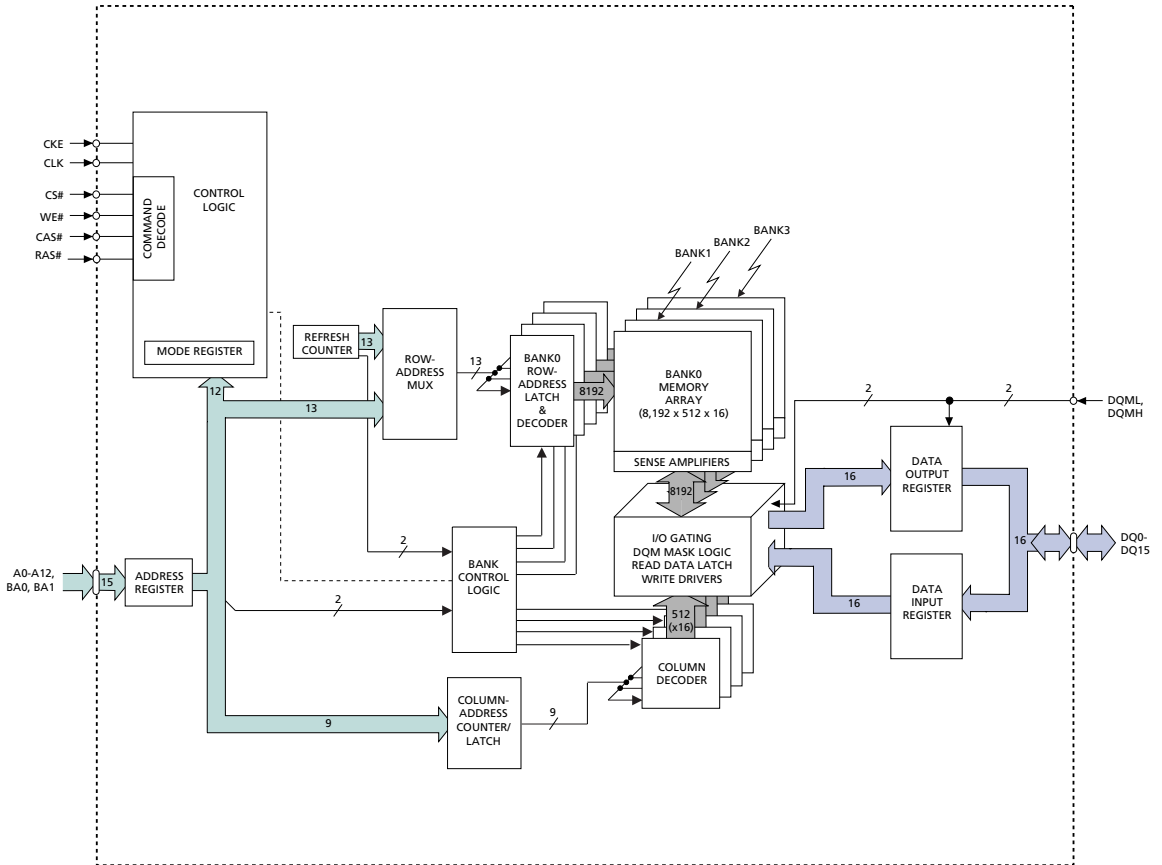 CKE
CLK
CS#
WE#
CAS#
RAS#
COMMAND
DECODE
CONTROL
LOGIC
MODE REGISTER
12
REFRESH
COUNTER
13
13
ROW-
ADDRESS
MUX
13
BANK0
ROW-
ADDRESS
LATCH
&
DECODER
8192
BANK1
BANK2
BANK3
BANK0
MEMORY
ARRAY
(8,192 x 512 x 16)
SENSE AMPLIFIERS
8192
I/O GATING
DQM MASK LOGIC
READ DATA LATCH
WRITE DRIVERS
2
2
DQML,
DQMH
DATA
OUTPUT
REGISTER
16
16
DQ0-
DQ15
DATA
INPUT
REGISTER
16
A0-A12,
BA0, BA1
15
ADDRESS
REGISTER
2
2
BANK
CONTROL
LOGIC
512
(x16)
COLUMN
DECODER
9
COLUMN-
ADDRESS
COUNTER/
LATCH
9